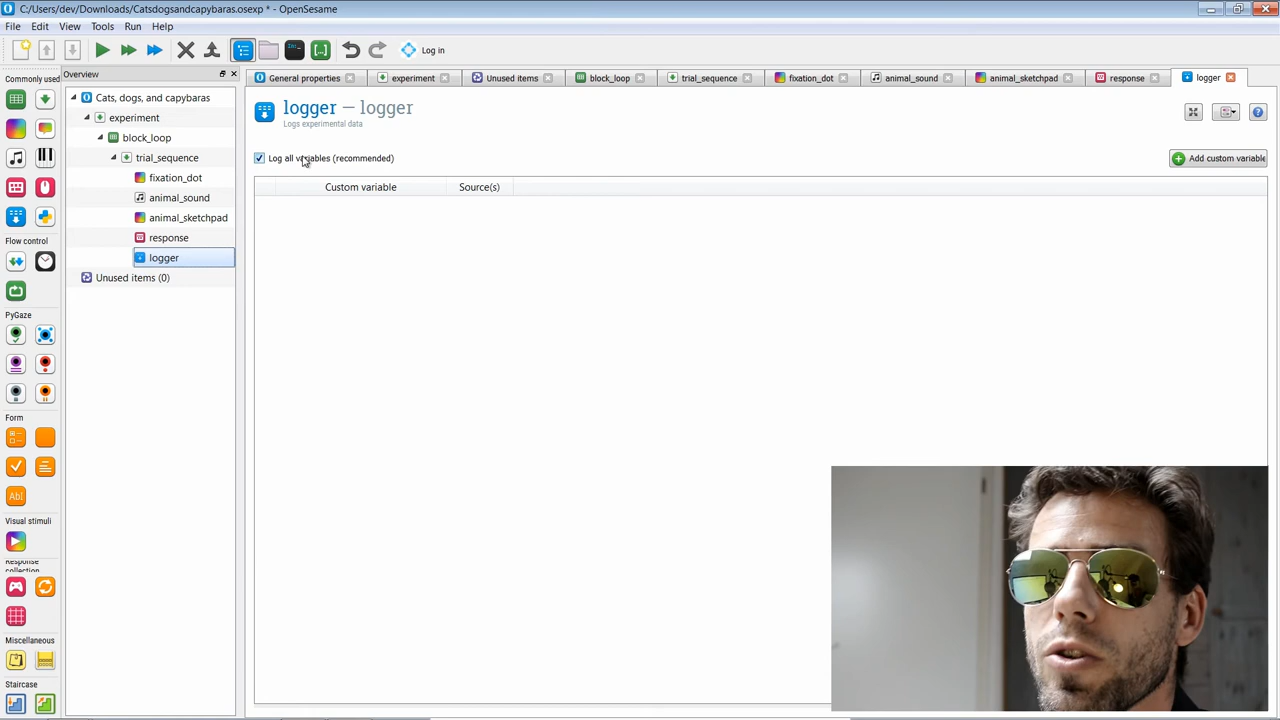 C:/Users/dev/Downloads/Catsdogsandcapybaras.osexp * - OpenSesame
File Edit View Tools Run Help
Log in
Commonly used
Flow control
PyGaze
Form
Visual stimuli
Response
collection
Miscellaneous
Staircase
Overview
Cats, dogs, and capybaras
experiment
block_loop
trial_sequence
fixation_dot
animal_sound
animal_sketchpad
response
logger
Unused items (0)
General properties experiment Unused items block_loop trial_sequence fixation_dot animal_sound animal_sketchpad response logger
logger — logger
Logs experimental data
Log all variables (recommended)
Add custom variable
Custom variable Source(s)